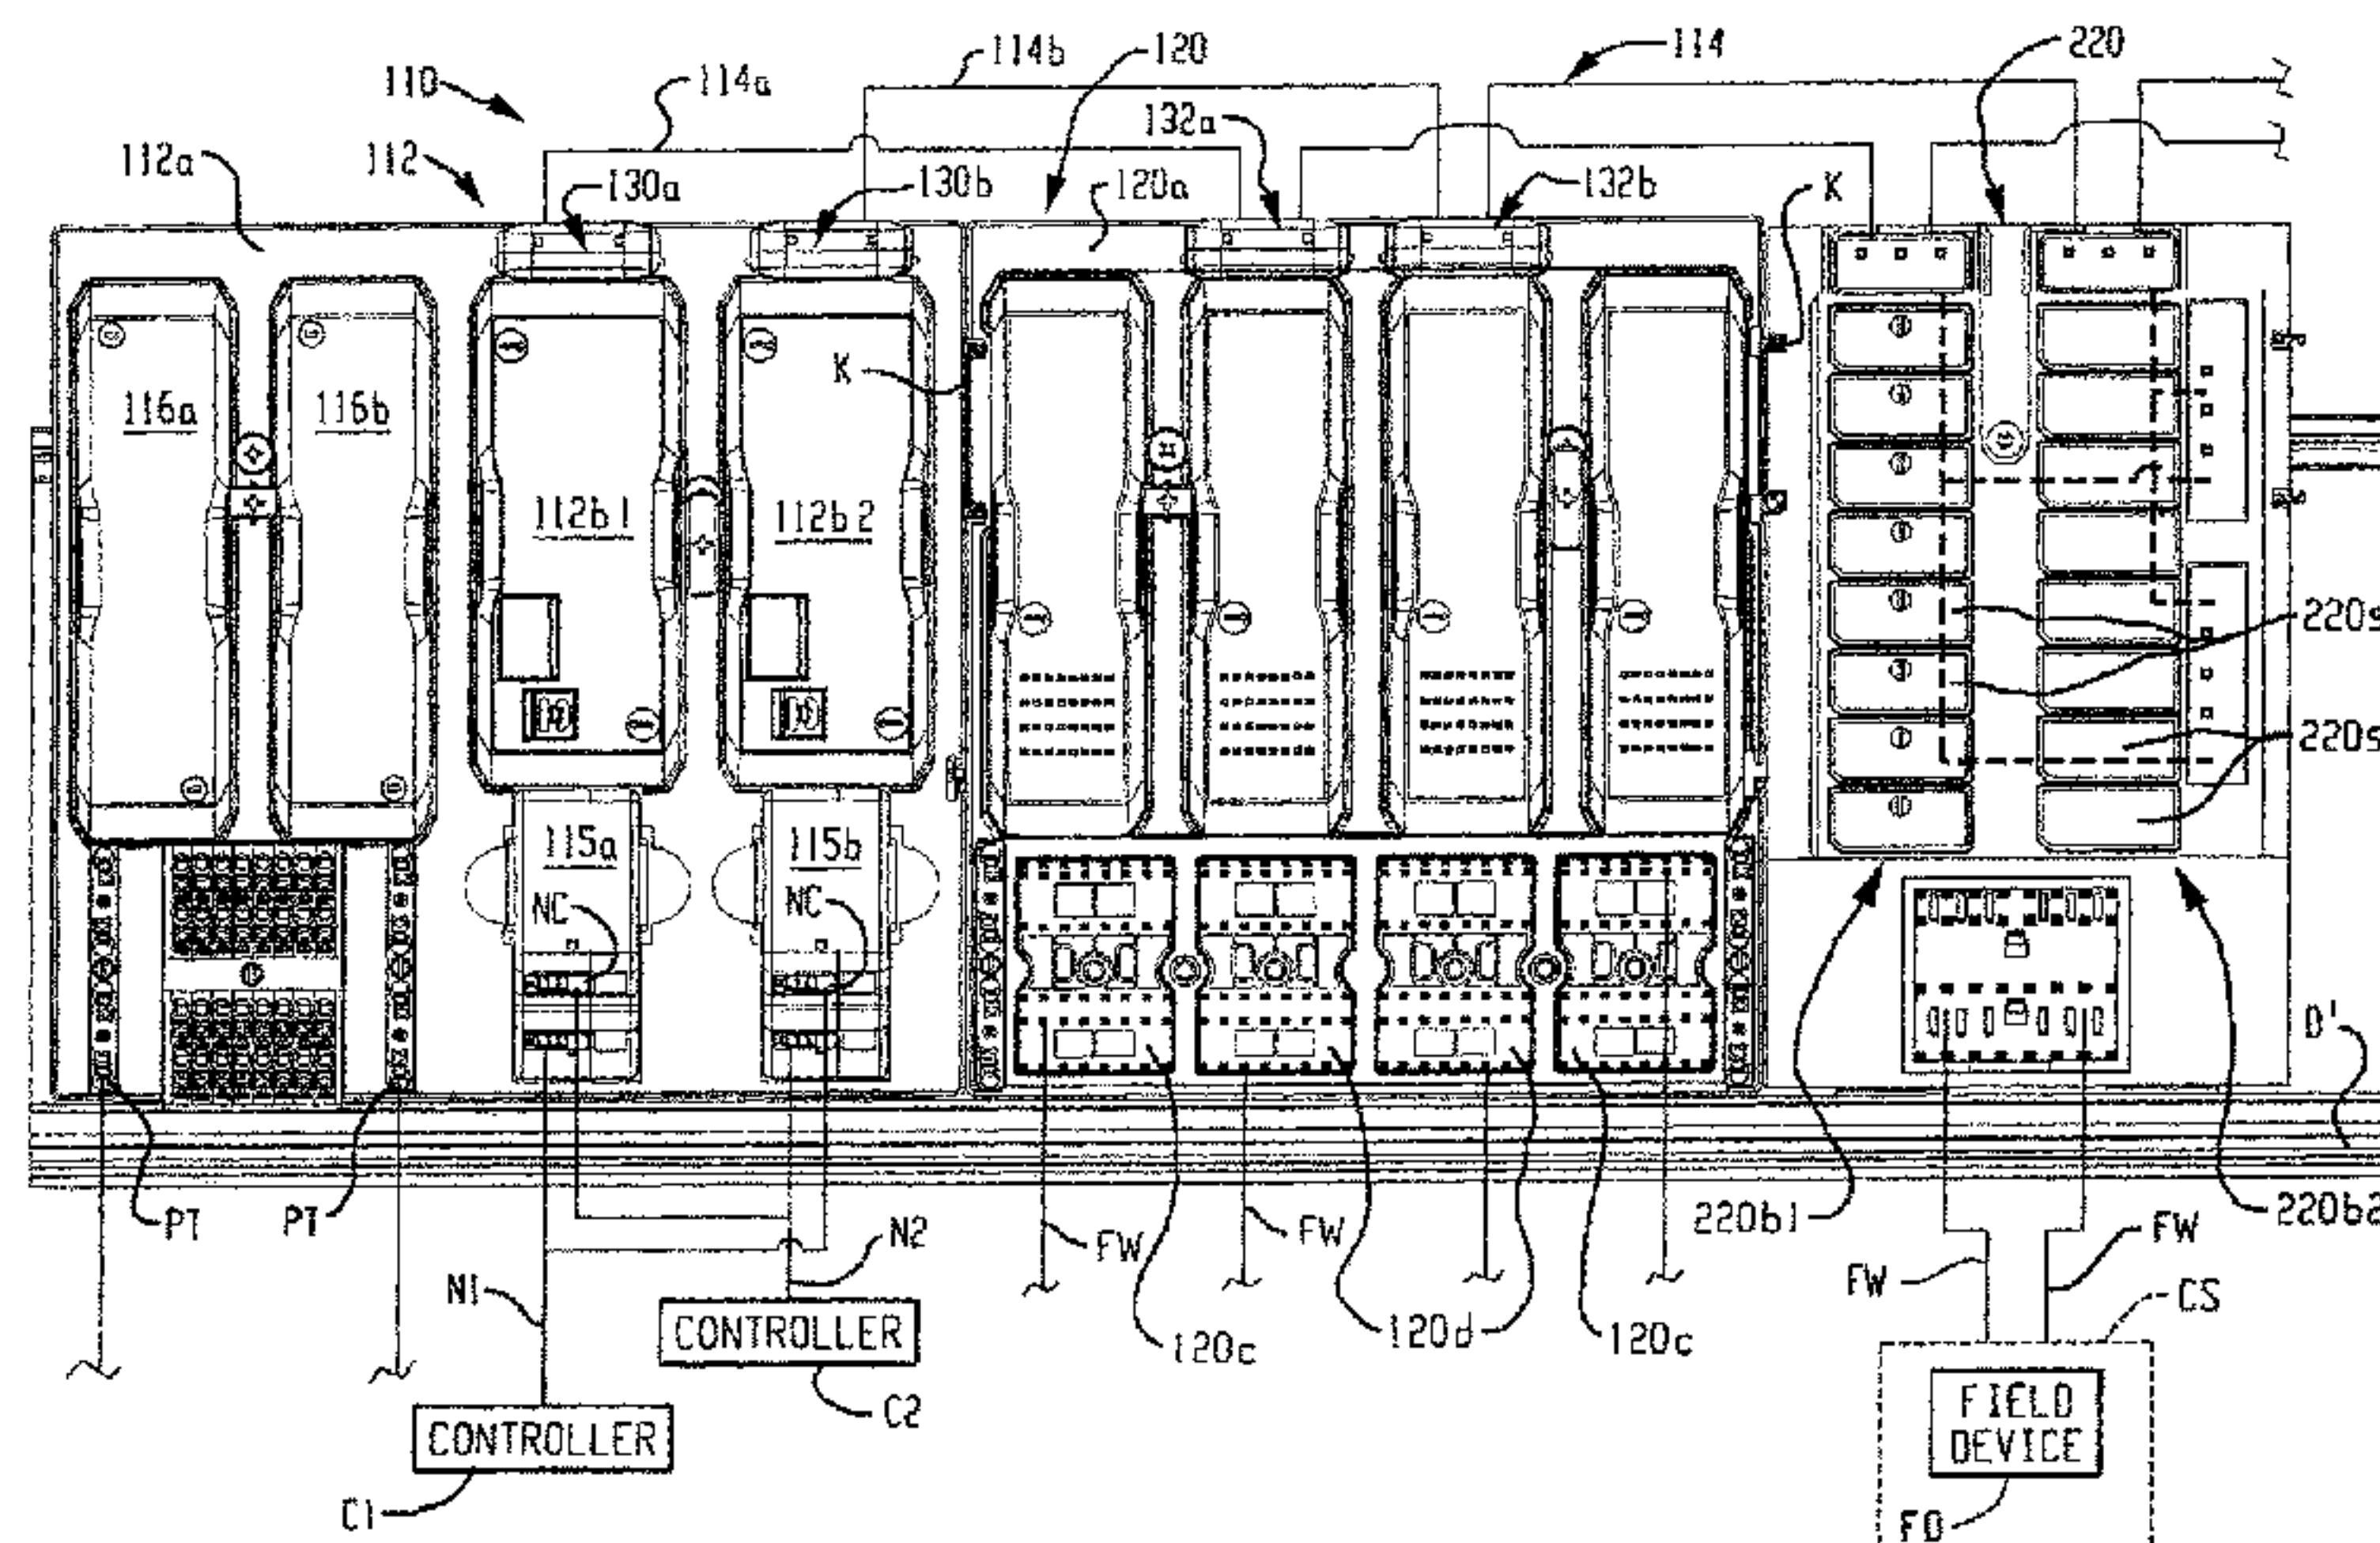 114b
120
114
220
110
114a
132a
112a
112
130a
130b
120a
132b
K
K
116a
116b
112b1
112b2
220s
220s
115a
115b
NC
NC
D'
PT
PT
N2
FW
FW
220b1
220b2
FW
FW
N1
CS
CONTROLLER
120c
120d
120c
C2
CONTROLLER
FIELD
DEVICE
C1
FD